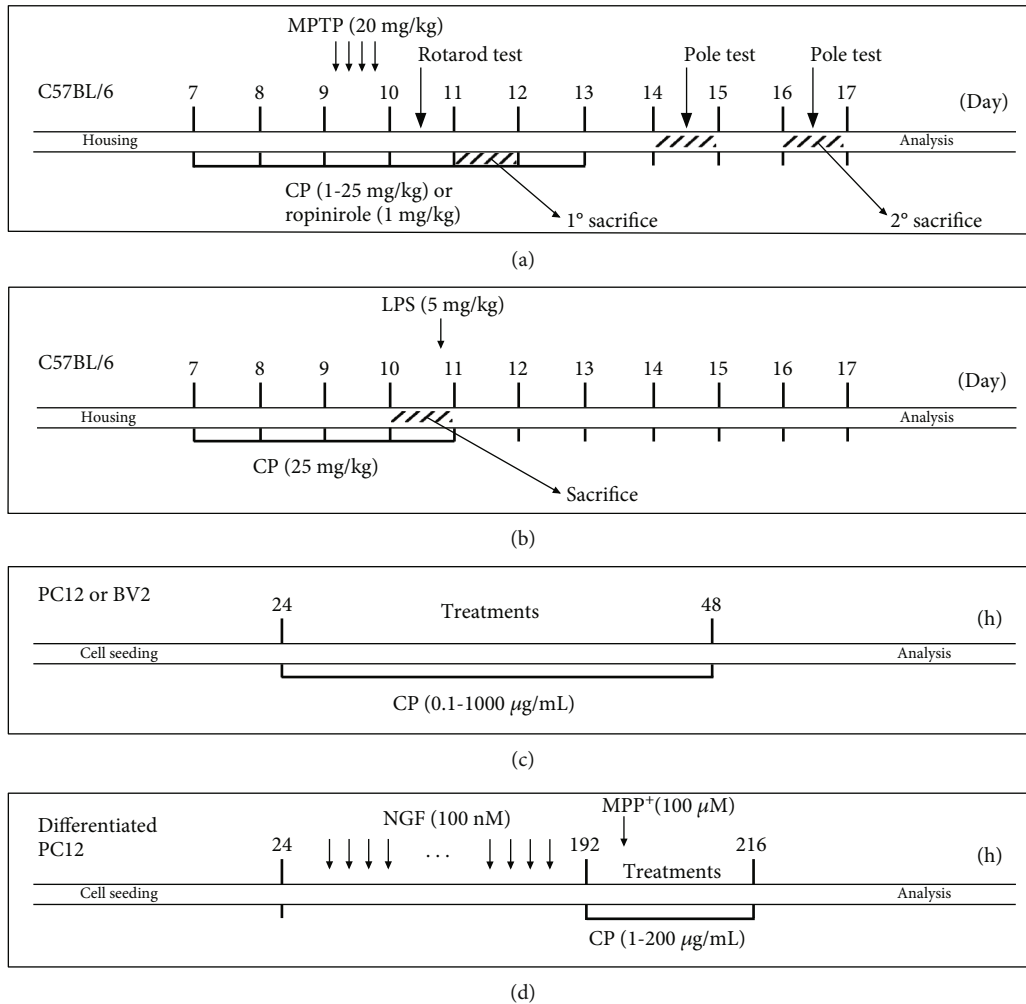 MPTP (20 mg/kg)
Rotarod test
Pole test
Pole test
C57BL/6
7 8 9 10 11 12 13 14 15 16 17
(Day)
Housing
Analysis
CP (1-25 mg/kg) or
ropinirole (1 mg/kg)
1° sacrifice
2° sacrifice
(a)
LPS (5 mg/kg)
C57BL/6
7 8 9 10 11 12 13 14 15 16 17
(Day)
Housing
Analysis
CP (25 mg/kg)
Sacrifice
(b)
PC12 or BV2
24 Treatments 48
(h)
Cell seeding
Analysis
CP (0.1-1000 μg/mL)
(c)
Differentiated
PC12
NGF (100 nM)
MPP⁺(100 μM)
24 . . . 192 216
(h)
Treatments
Cell seeding
Analysis
CP (1-200 μg/mL)
(d)